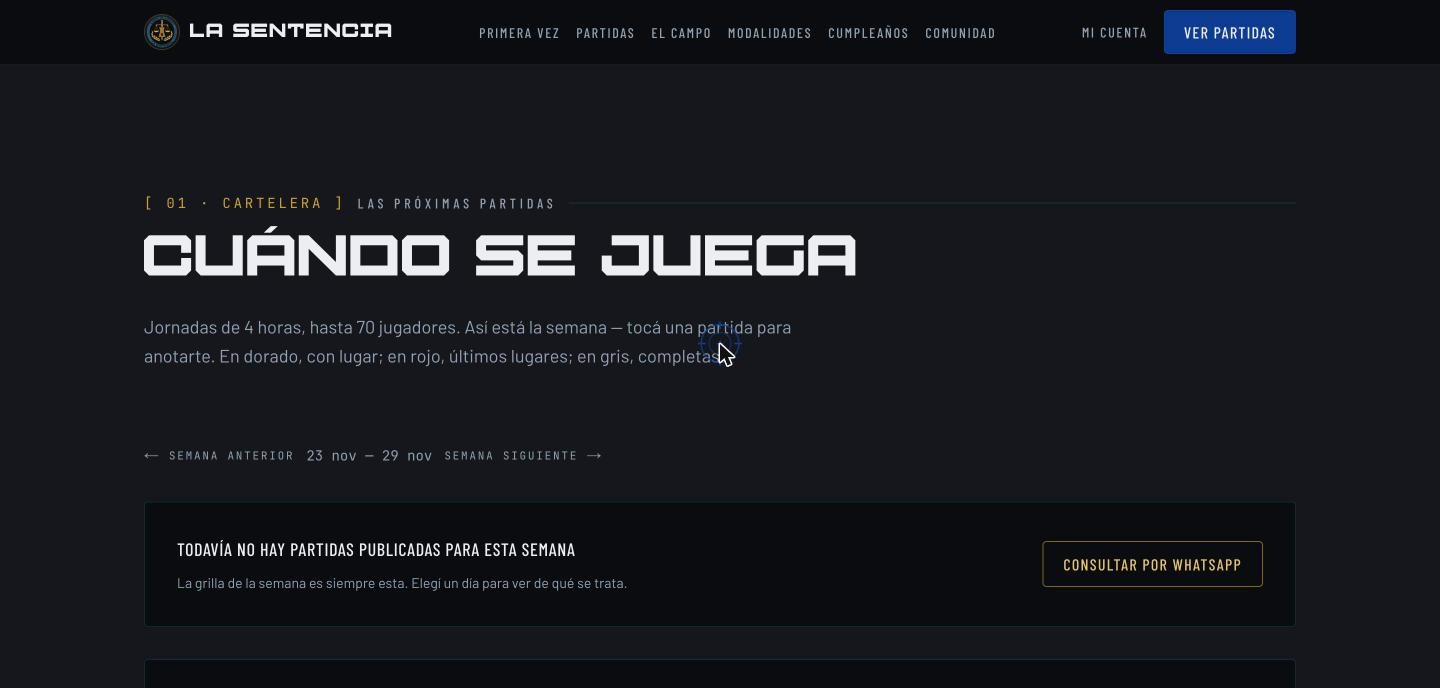 LA SENTENCIA
PRIMERA VEZ PARTIDAS EL CAMPO MODALIDADES CUMPLEAÑOS COMUNIDAD
MI CUENTA
VER PARTIDAS
[ 01 · CARTELERA ] LAS PRÓXIMAS PARTIDAS
CUÁNDO SE JUEGA
Jornadas de 4 horas, hasta 70 jugadores. Así está la semana — tocá una partida para
anotarte. En dorado, con lugar; en rojo, últimos lugares; en gris, completas
← SEMANA ANTERIOR 23 nov — 29 nov SEMANA SIGUIENTE →
TODAVÍA NO HAY PARTIDAS PUBLICADAS PARA ESTA SEMANA
La grilla de la semana es siempre esta. Elegí un día para ver de qué se trata.
CONSULTAR POR WHATSAPP